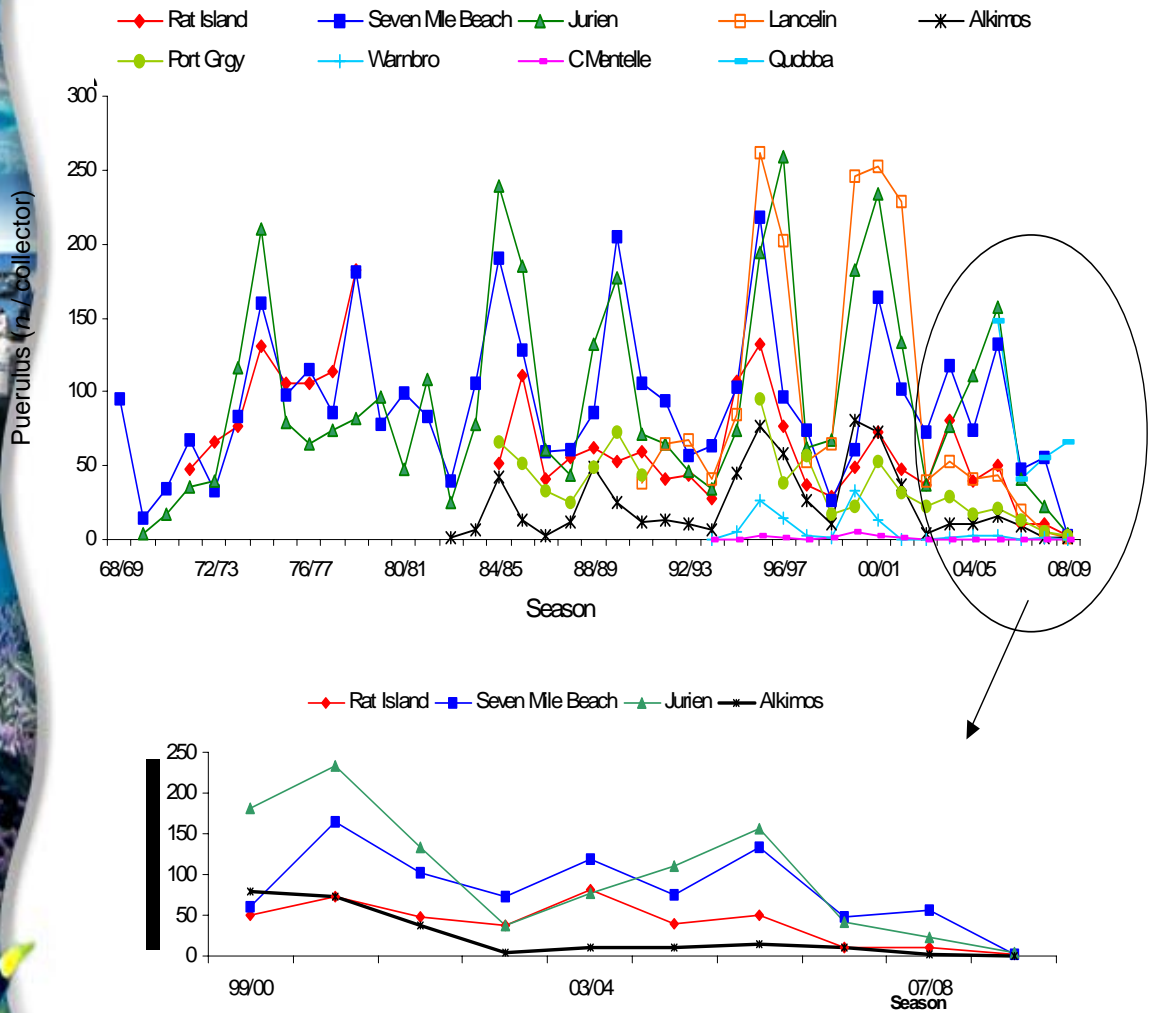 Rat Island Seven Mile Beach Jurien Lancelin Alkimos
Port Grgy Warnbro C Mentelle Quobba
300
250
200
150
100
50
0
Puerulus (n / collector)
68/69 72/73 76/77 80/81 84/85 88/89 92/93 96/97 00/01 04/05 08/09
Season
Rat Island Seven Mile Beach Jurien Alkimos
250
200
150
100
50
0
99/00 03/04 07/08
Season